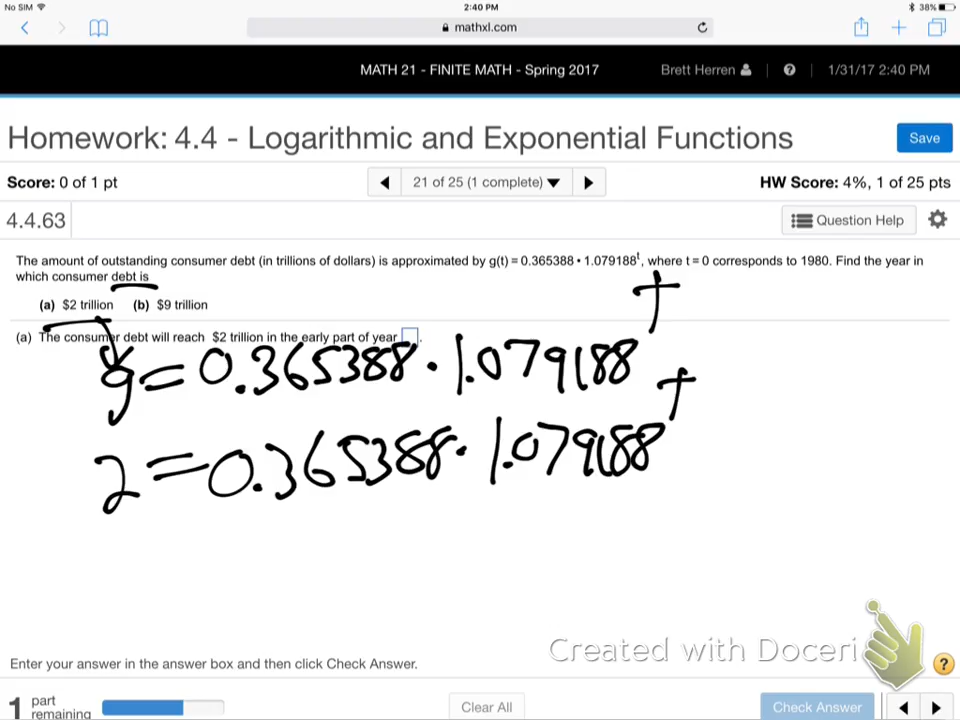 No SIM 2:40 PM 38%
mathxl.com
MATH 21 - FINITE MATH - Spring 2017 Brett Herren 1/31/17 2:40 PM
Homework: 4.4 - Logarithmic and Exponential Functions Save
Score: 0 of 1 pt 21 of 25 (1 complete) HW Score: 4%, 1 of 25 pts
4.4.63 Question Help
The amount of outstanding consumer debt (in trillions of dollars) is approximated by g(t) = 0.365388 • 1.079188ᵗ, where t = 0 corresponds to 1980. Find the year in
which consumer debt is
(a) $2 trillion (b) $9 trillion
(a) The consumer debt will reach $2 trillion in the early part of year .
g = 0.365388 · 1.079188ᵗ
2 = 0.365388 · 1.079188ᵗ
Created with Doceri
Enter your answer in the answer box and then click Check Answer. ?
1 part remaining Clear All Check Answer